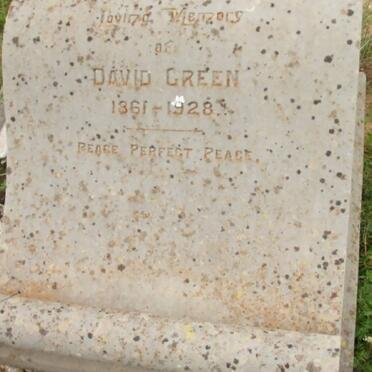 Loving Memory
of
DAVID GREEN
1861-1928.
PEACE PERFECT PEACE.